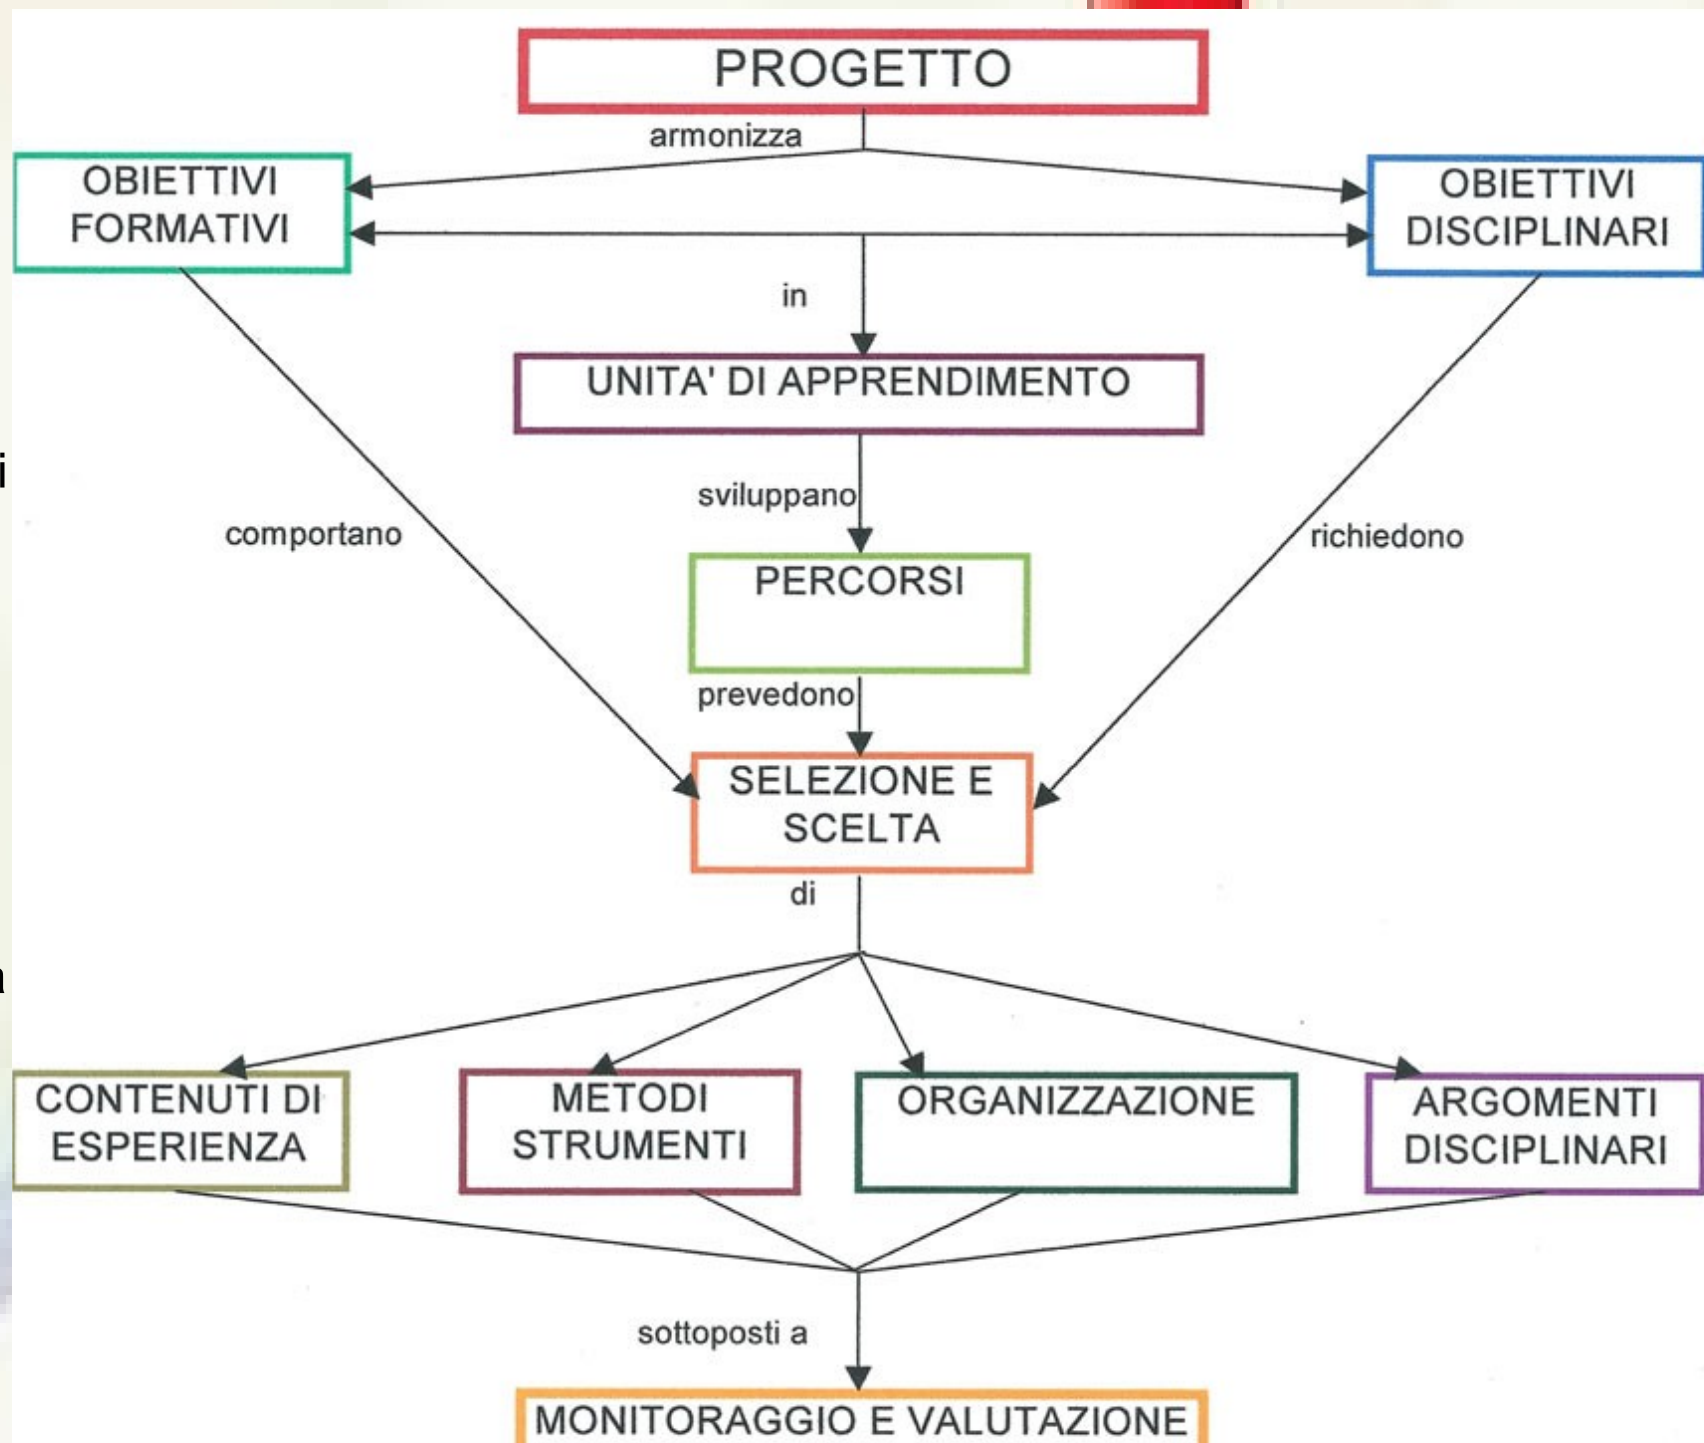 PROGETTO
armonizza
OBIETTIVI
FORMATIVI
OBIETTIVI
DISCIPLINARI
in
UNITA' DI APPRENDIMENTO
i
sviluppano
comportano
richiedono
PERCORSI
prevedono
SELEZIONE E
SCELTA
di
a
CONTENUTI DI
ESPERIENZA
METODI
STRUMENTI
ORGANIZZAZIONE
ARGOMENTI
DISCIPLINARI
sottoposti a
MONITORAGGIO E VALUTAZIONE